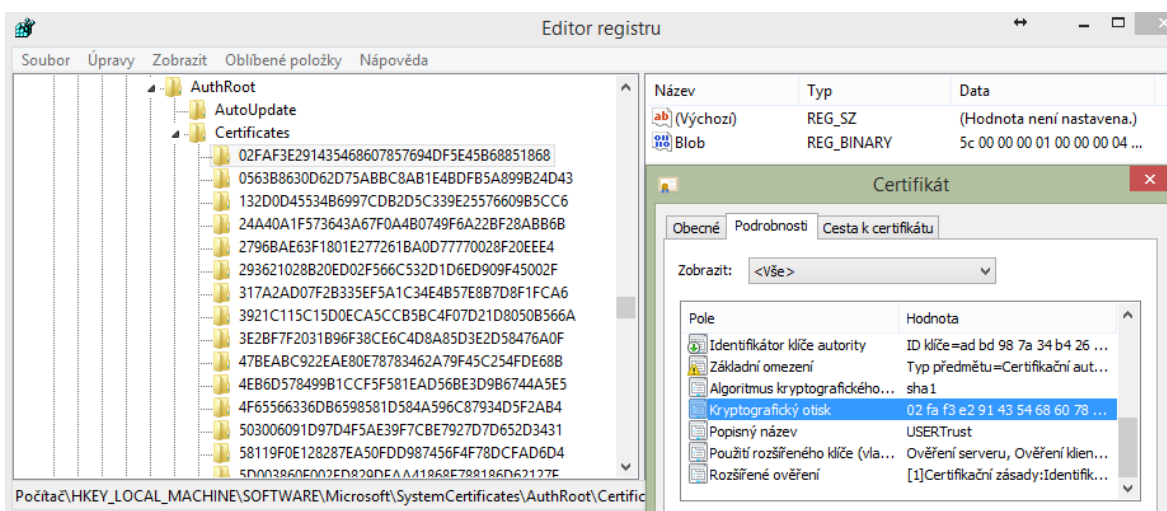 Editor registru
Soubor Úpravy Zobrazit Oblíbené položky Nápověda
AuthRoot
AutoUpdate
Certificates
02FAF3E291435468607857694DF5E45B68851868
0563B8630D62D75ABBC8AB1E4BDFB5A899B24D43
132D0D45534B6997CDB2D5C339E25576609B5CC6
24A40A1F573643A67F0A4B0749F6A22BF28ABB6B
2796BAE63F1801E277261BA0D77770028F20EEE4
293621028B20ED02F566C532D1D6ED909F45002F
317A2AD07F2B335EF5A1C34E4B57E8B7D8F1FCA6
3921C115C15D0ECA5CCB5BC4F07D21D8050B566A
3E2BF7F2031B96F38CE6C4D8A85D3E2D58476A0F
47BEABC922EAE80E78783462A79F45C254FDE68B
4EB6D578499B1CCF5F581EAD56BE3D9B6744A5E5
4F65566336DB6598581D584A596C87934D5F2AB4
503006091D97D4F5AE39F7CBE7927D7D652D3431
58119F0E128287EA50FDD987456F4F78DCFAD6D4
5D003860F002ED829DEAA41868F788186D62127F
Počítač\HKEY_LOCAL_MACHINE\SOFTWARE\Microsoft\SystemCertificates\AuthRoot\Certific
Název Typ Data
(Výchozí) REG_SZ (Hodnota není nastavena.)
Blob REG_BINARY 5c 00 00 00 01 00 00 00 04 ...
Certifikát
Obecné Podrobnosti Cesta k certifikátu
Zobrazit: <Vše>
Pole Hodnota
Identifikátor klíče autority ID klíče=ad bd 98 7a 34 b4 26 ...
Základní omezení Typ předmětu=Certifikační aut...
Algoritmus kryptografického... sha1
Kryptografický otisk 02 fa f3 e2 91 43 54 68 60 78 ...
Popisný název USERTrust
Použití rozšířeného klíče (vla... Ověření serveru, Ověření klien...
Rozšířené ověření [1]Certifikační zásady:Identifik...